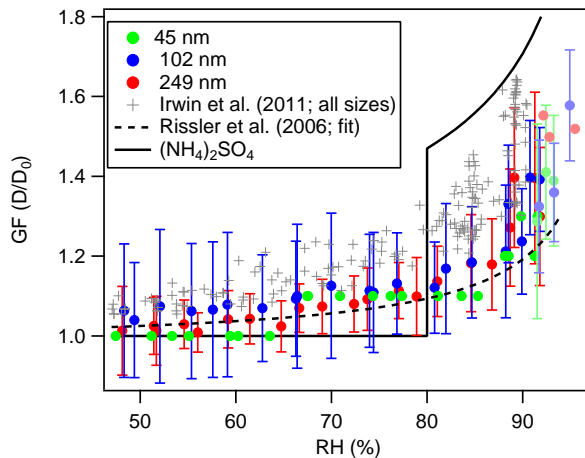 1.8
1.6
1.4
1.2
1.0
GF (D/D₀)
45 nm
102 nm
249 nm
Irwin et al. (2011; all sizes)
Rissler et al. (2006; fit)
(NH₄)₂SO₄
50 60 70 80 90
RH (%)